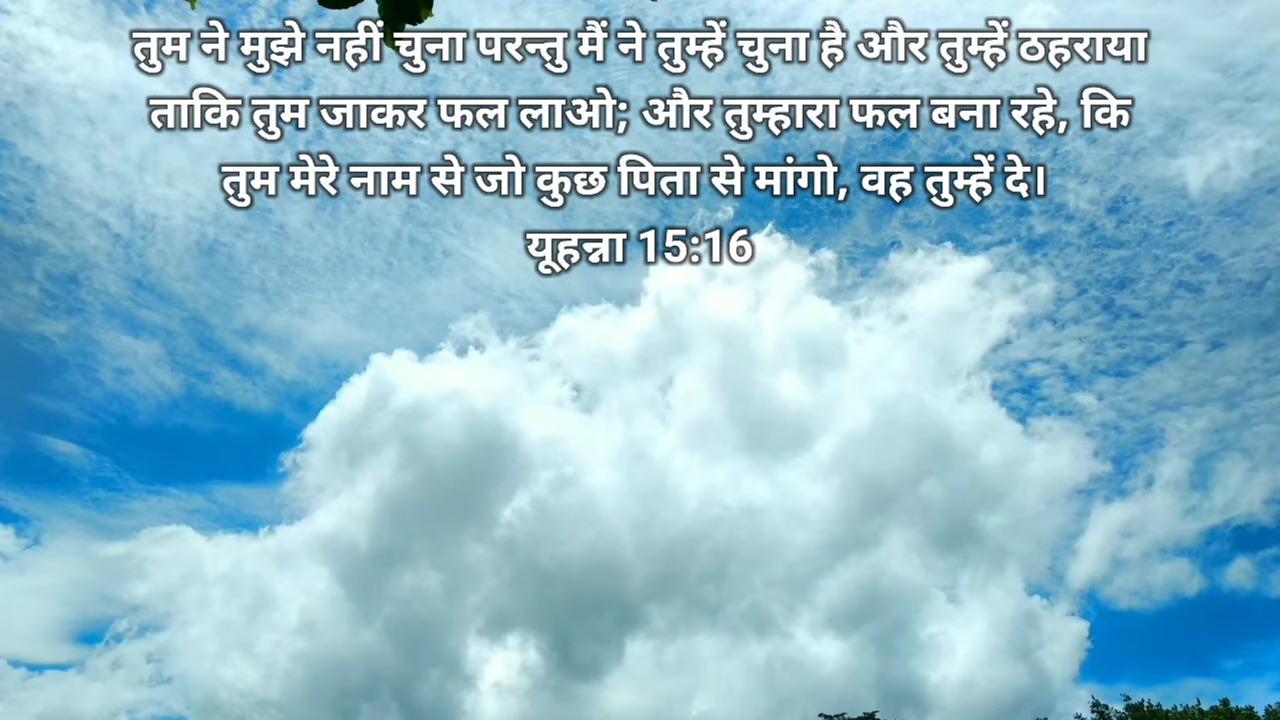 तुम ने मुझे नहीं चुना परन्तु मैं ने तुम्हें चुना है और तुम्हें ठहराया
ताकि तुम जाकर फल लाओ; और तुम्हारा फल बना रहे, कि
तुम मेरे नाम से जो कुछ पिता से मांगो, वह तुम्हें दे।
यूहन्ना 15:16